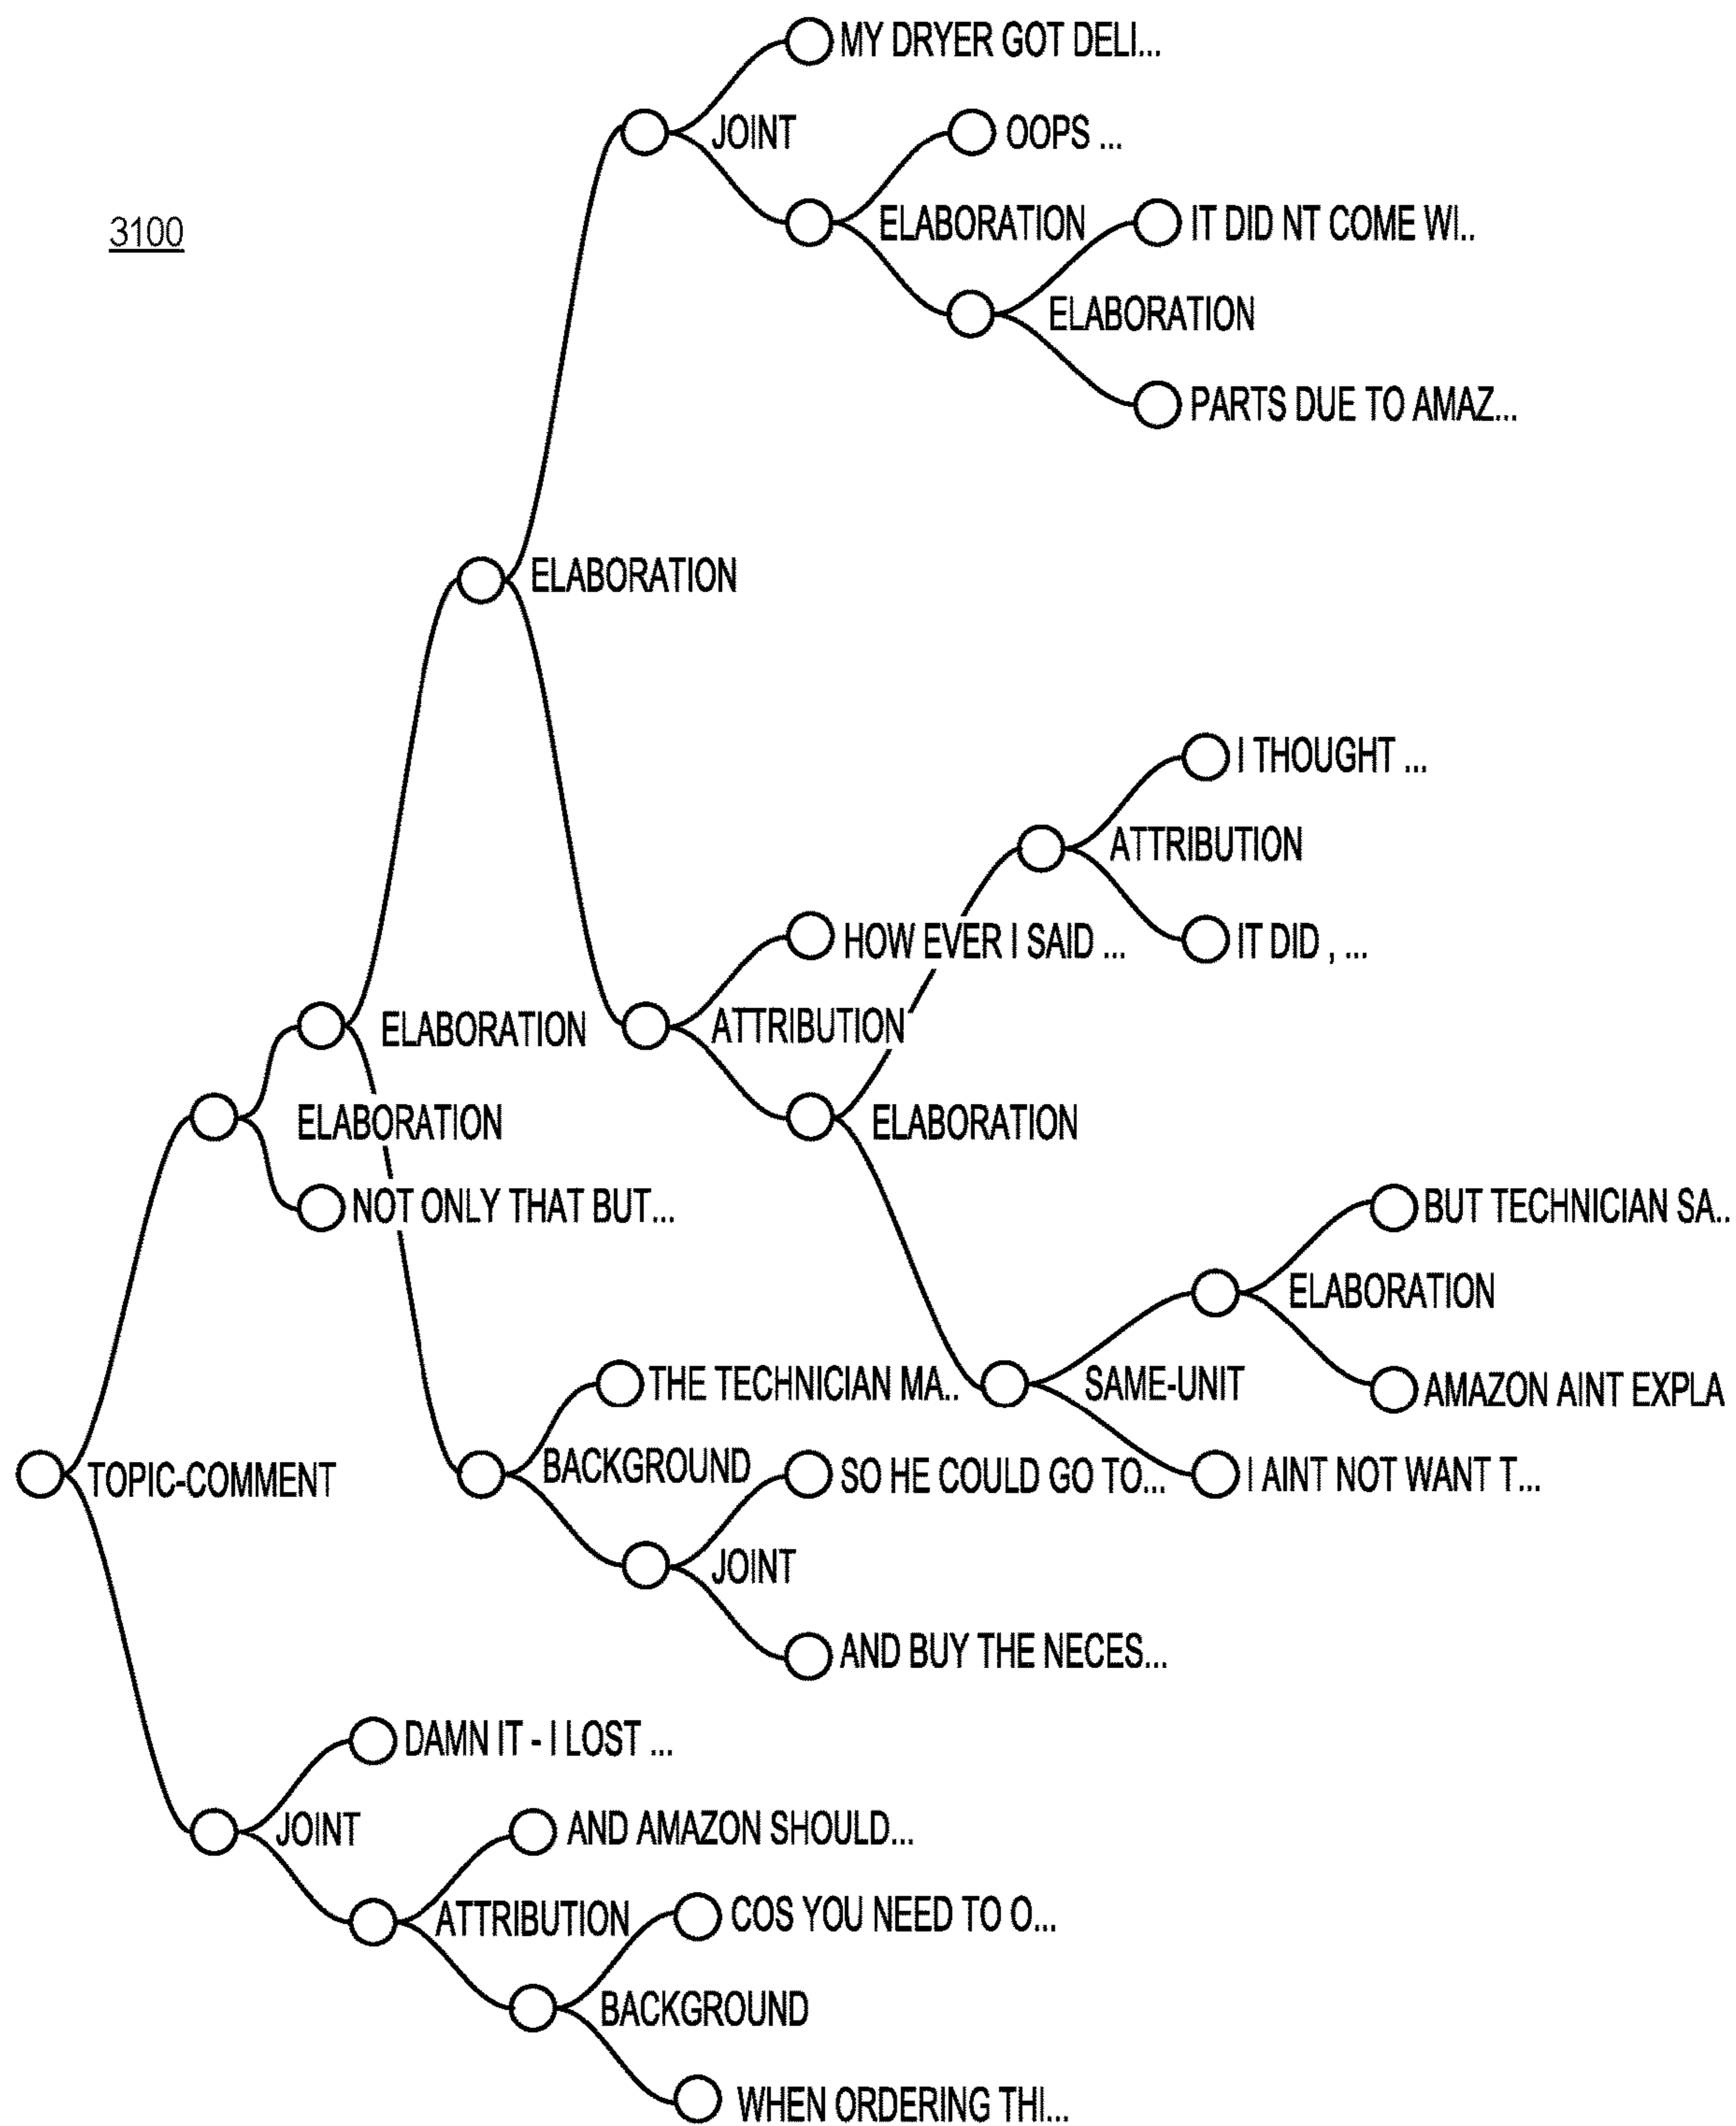 MY DRYER GOT DELI...
JOINT
OOPS ...
3100
ELABORATION
IT DID NT COME WI..
ELABORATION
PARTS DUE TO AMAZ...
ELABORATION
I THOUGHT ...
ATTRIBUTION
HOW EVER I SAID ...
IT DID , ...
ELABORATION
ATTRIBUTION
ELABORATION
ELABORATION
NOT ONLY THAT BUT...
BUT TECHNICIAN SA..
ELABORATION
THE TECHNICIAN MA..
SAME-UNIT
AMAZON AINT EXPLA
TOPIC-COMMENT
BACKGROUND
SO HE COULD GO TO...
I AINT NOT WANT T...
JOINT
AND BUY THE NECES...
DAMN IT - I LOST ...
JOINT
AND AMAZON SHOULD...
ATTRIBUTION
COS YOU NEED TO O...
BACKGROUND
WHEN ORDERING THI...